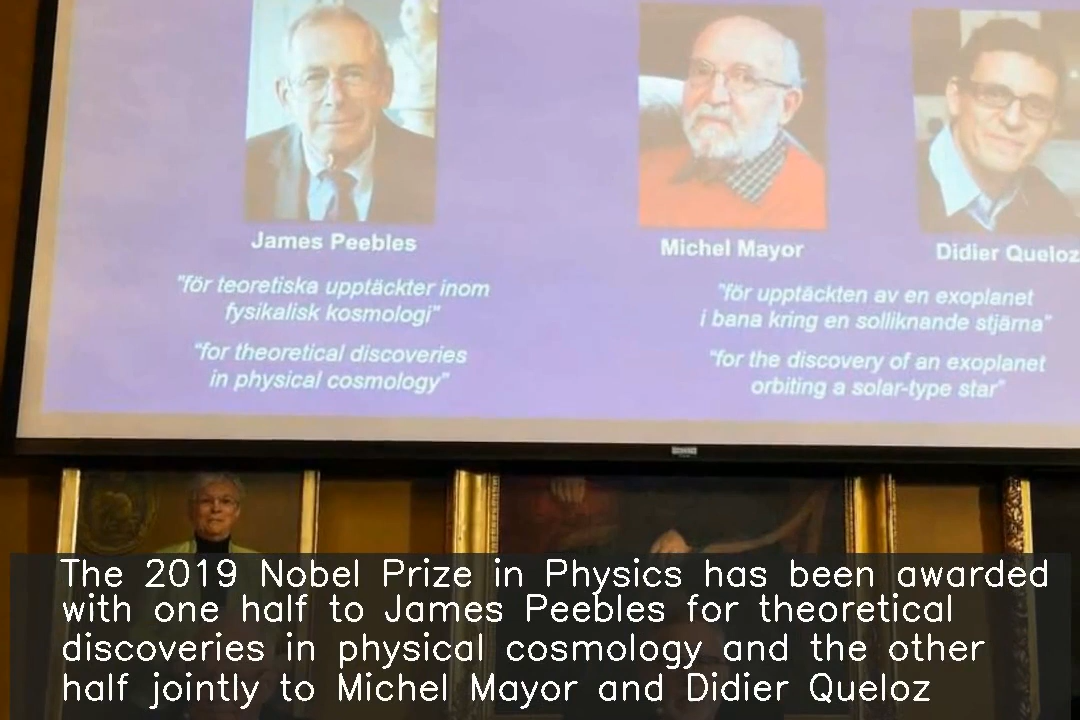 James Peebles
"för teoretiska upptäckter inom
fysikalisk kosmologi"
"for theoretical discoveries
in physical cosmology"
Michel Mayor
Didier Queloz
"för upptäckten av en exoplanet
i bana kring en solliknande stjärna"
"for the discovery of an exoplanet
orbiting a solar-type star"
The 2019 Nobel Prize in Physics has been awarded
with one half to James Peebles for theoretical
discoveries in physical cosmology and the other
half jointly to Michel Mayor and Didier Queloz